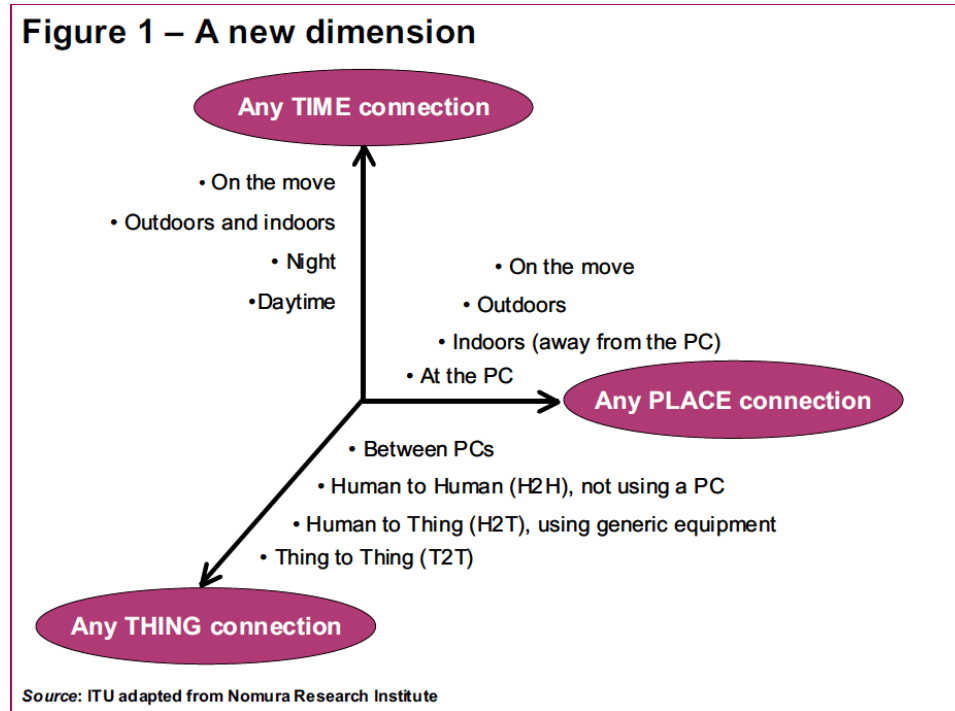 Figure 1 – A new dimension
Any TIME connection
• On the move
• Outdoors and indoors
• Night
•Daytime
• On the move
• Outdoors
• Indoors (away from the PC)
• At the PC
Any PLACE connection
• Between PCs
• Human to Human (H2H), not using a PC
• Human to Thing (H2T), using generic equipment
• Thing to Thing (T2T)
Any THING connection
Source: ITU adapted from Nomura Research Institute